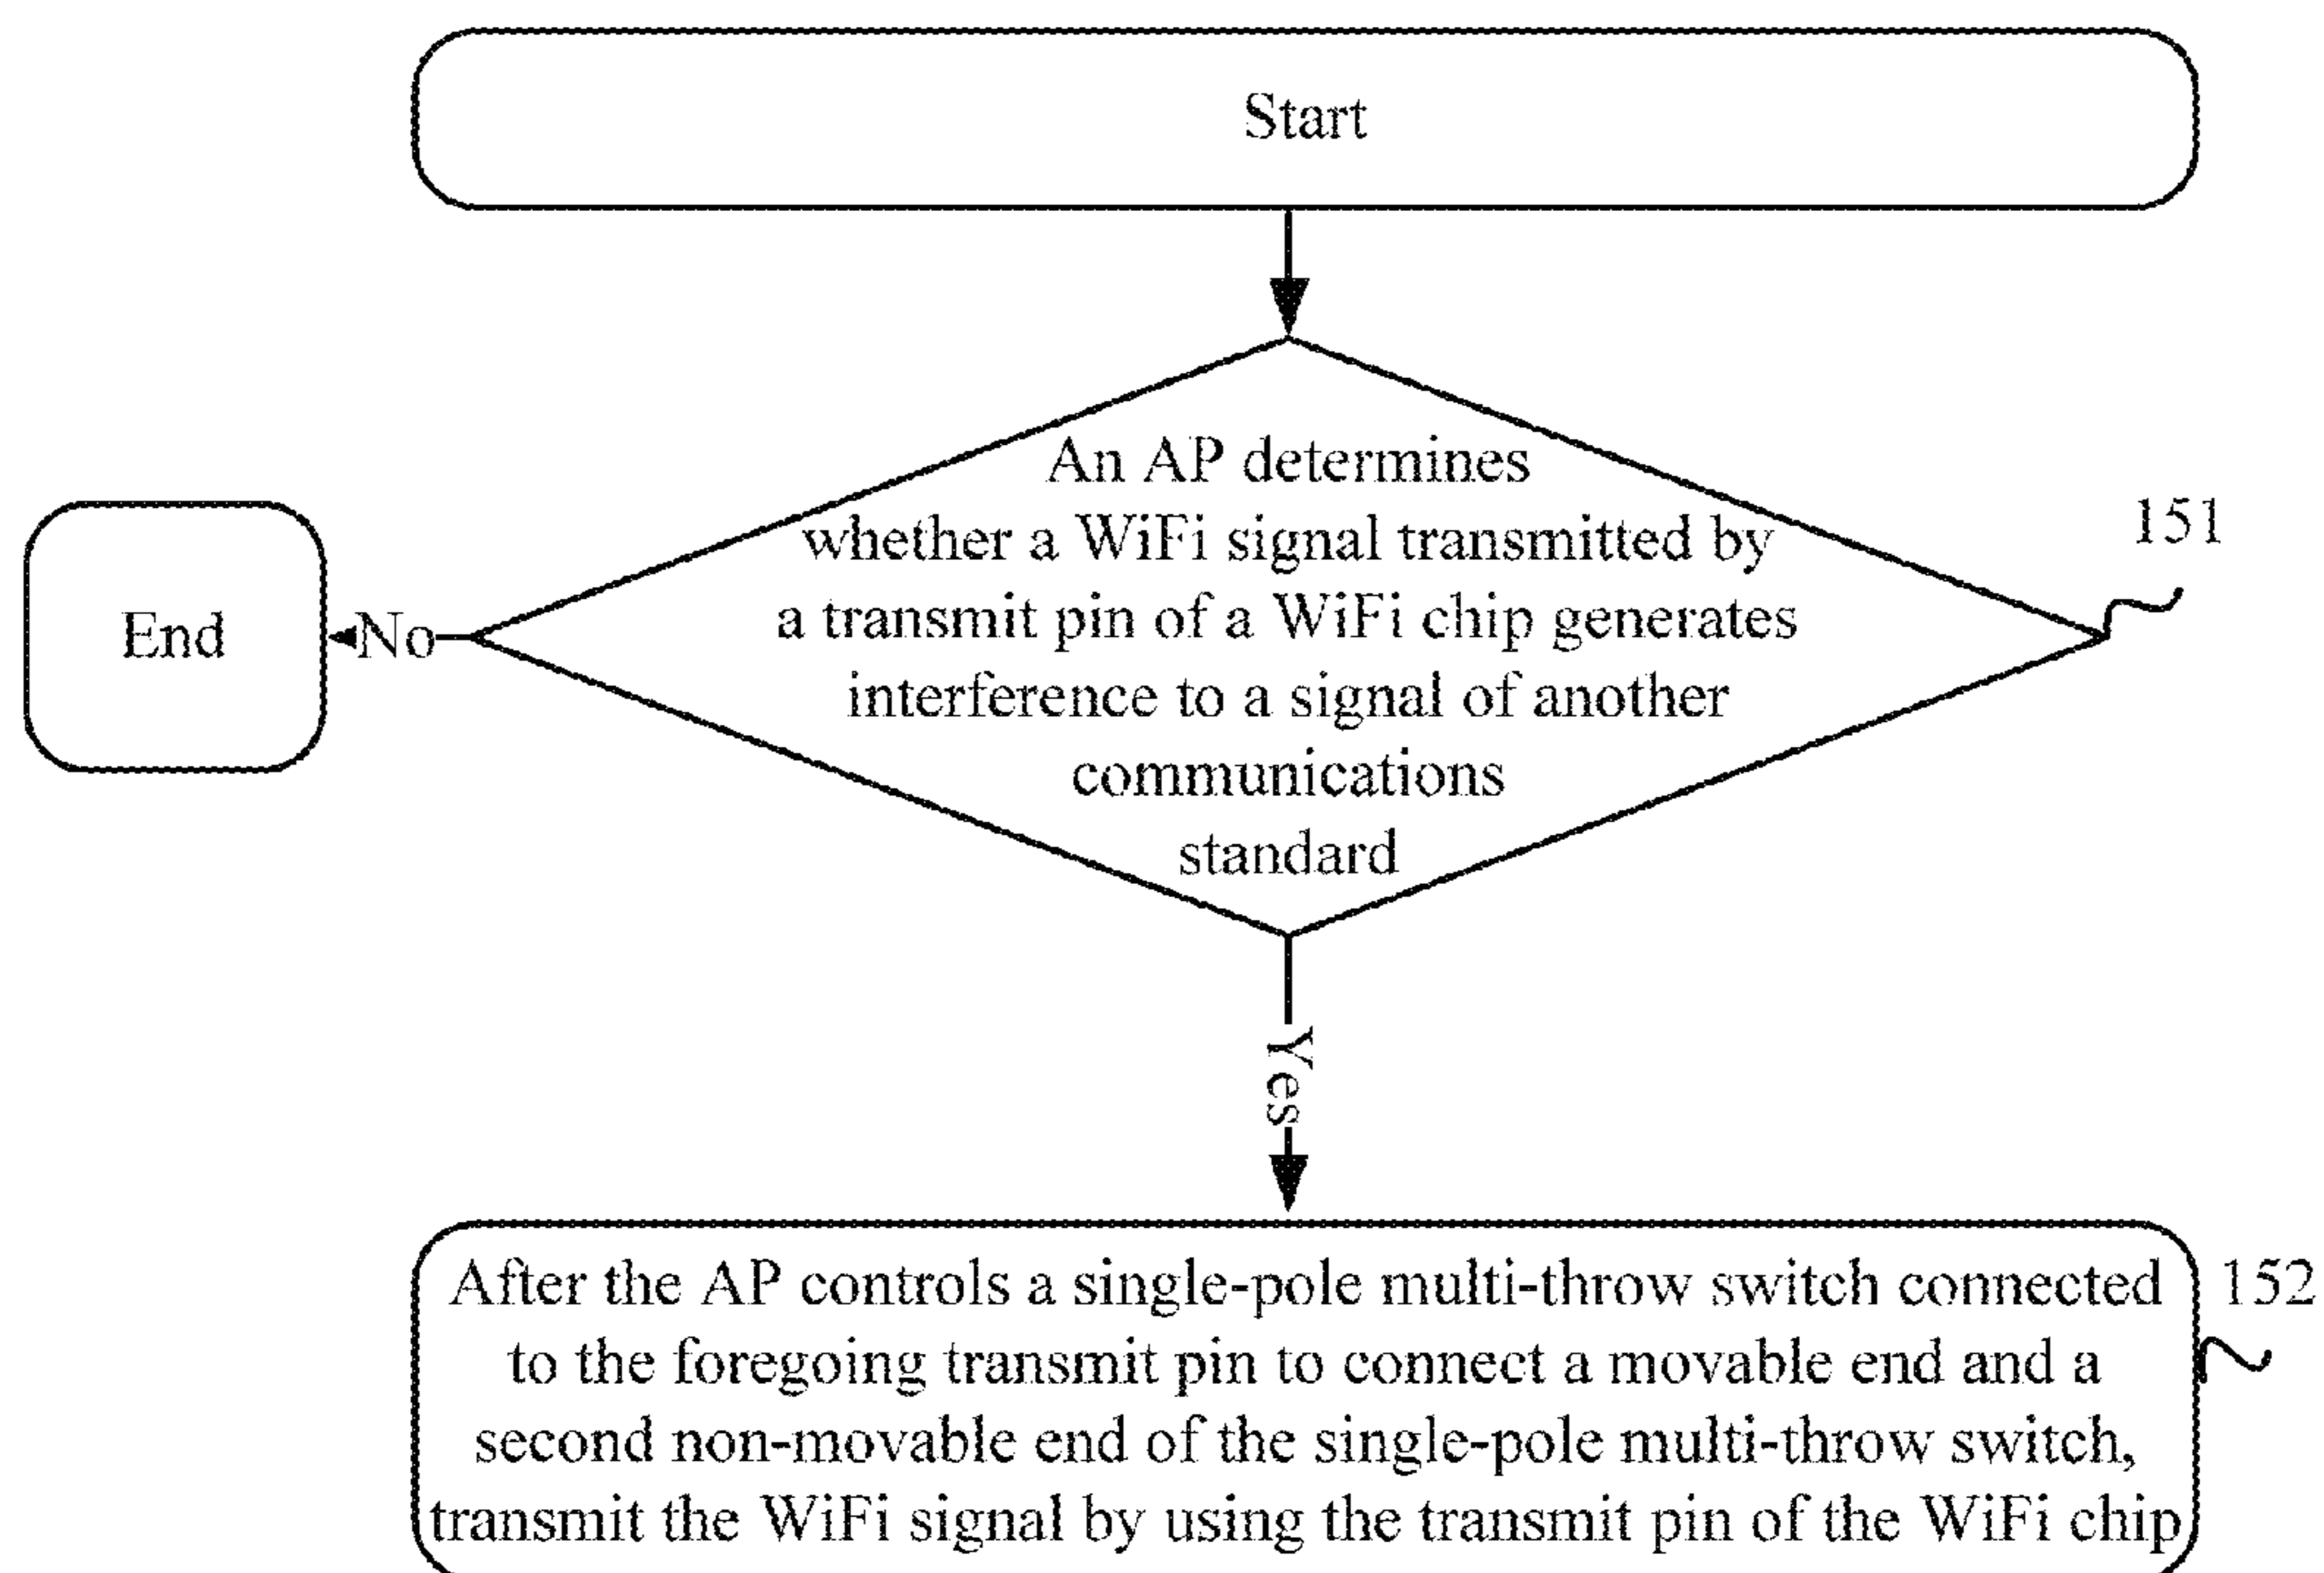 Start
An AP determines
whether a WiFi signal transmitted by
a transmit pin of a WiFi chip generates
interference to a signal of another
communications
standard
151
End
No
Yes
After the AP controls a single-pole multi-throw switch connected
to the foregoing transmit pin to connect a movable end and a
second non-movable end of the single-pole multi-throw switch,
transmit the WiFi signal by using the transmit pin of the WiFi chip
152